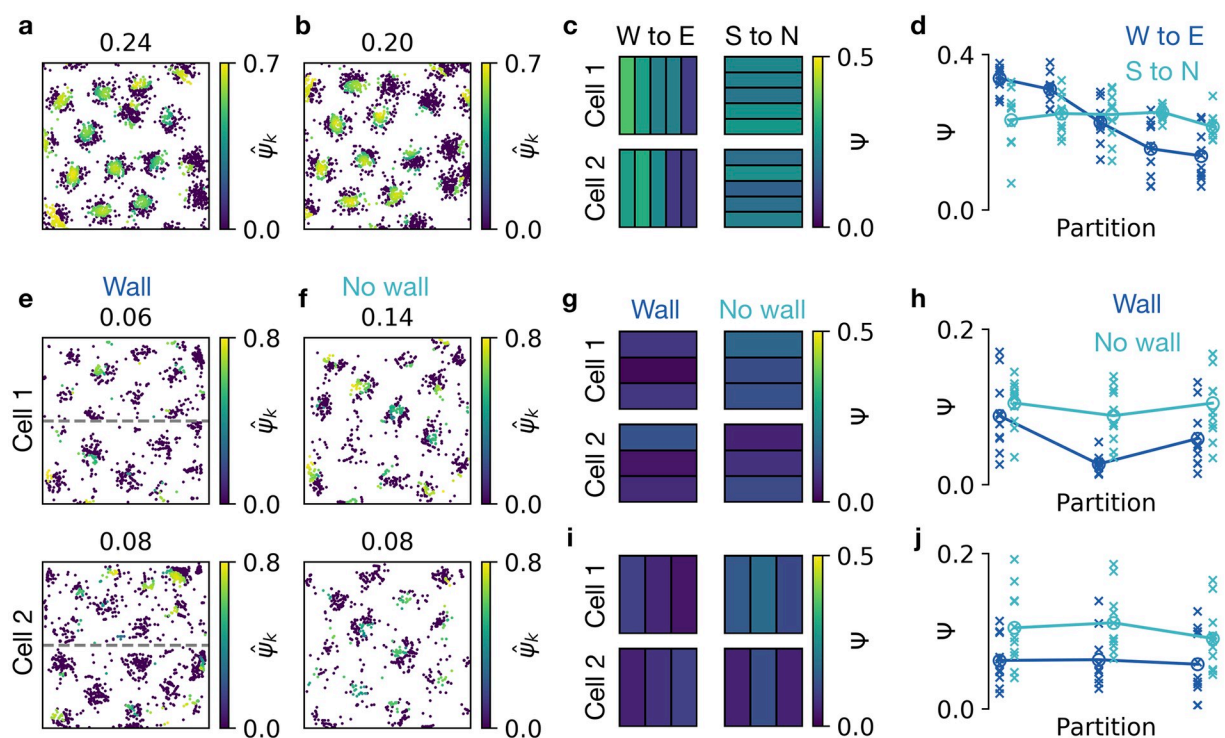 a
0.24
0.7
0.0
ψ̂k
b
0.20
0.7
0.0
ψ̂k
c
W to E
S to N
Cell 1
Cell 2
0.5
0.0
Ψ
d
W to E
S to N
0.4
0.0
Ψ
Partition
e
Wall
0.06
Cell 1
0.8
0.0
ψ̂k
0.08
Cell 2
0.8
0.0
ψ̂k
f
No wall
0.14
0.8
0.0
ψ̂k
0.08
0.8
0.0
ψ̂k
g
Wall
No wall
Cell 1
Cell 2
0.5
0.0
Ψ
h
Wall
No wall
0.2
0.0
Ψ
Partition
i
Cell 1
Cell 2
0.5
0.0
Ψ
j
0.2
0.0
Ψ
Partition